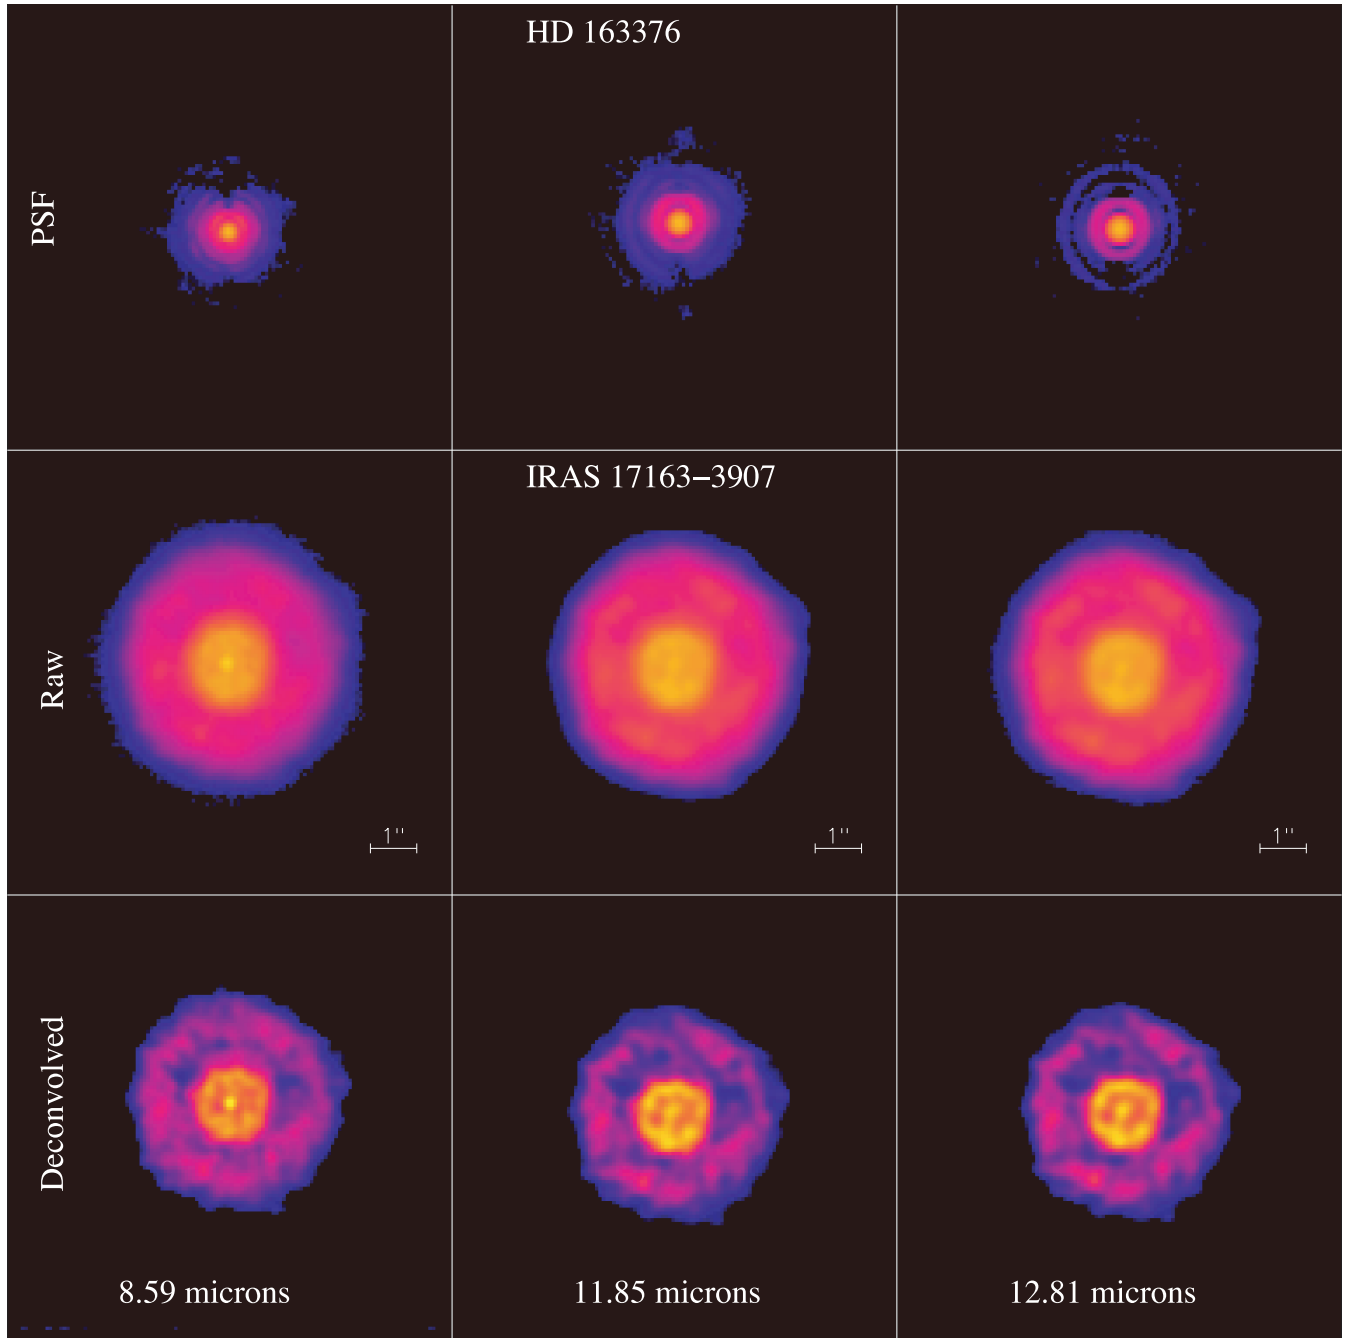 HD 163376
PSF
IRAS 17163−3907
Raw
1''
1''
1''
Deconvolved
8.59 microns
11.85 microns
12.81 microns